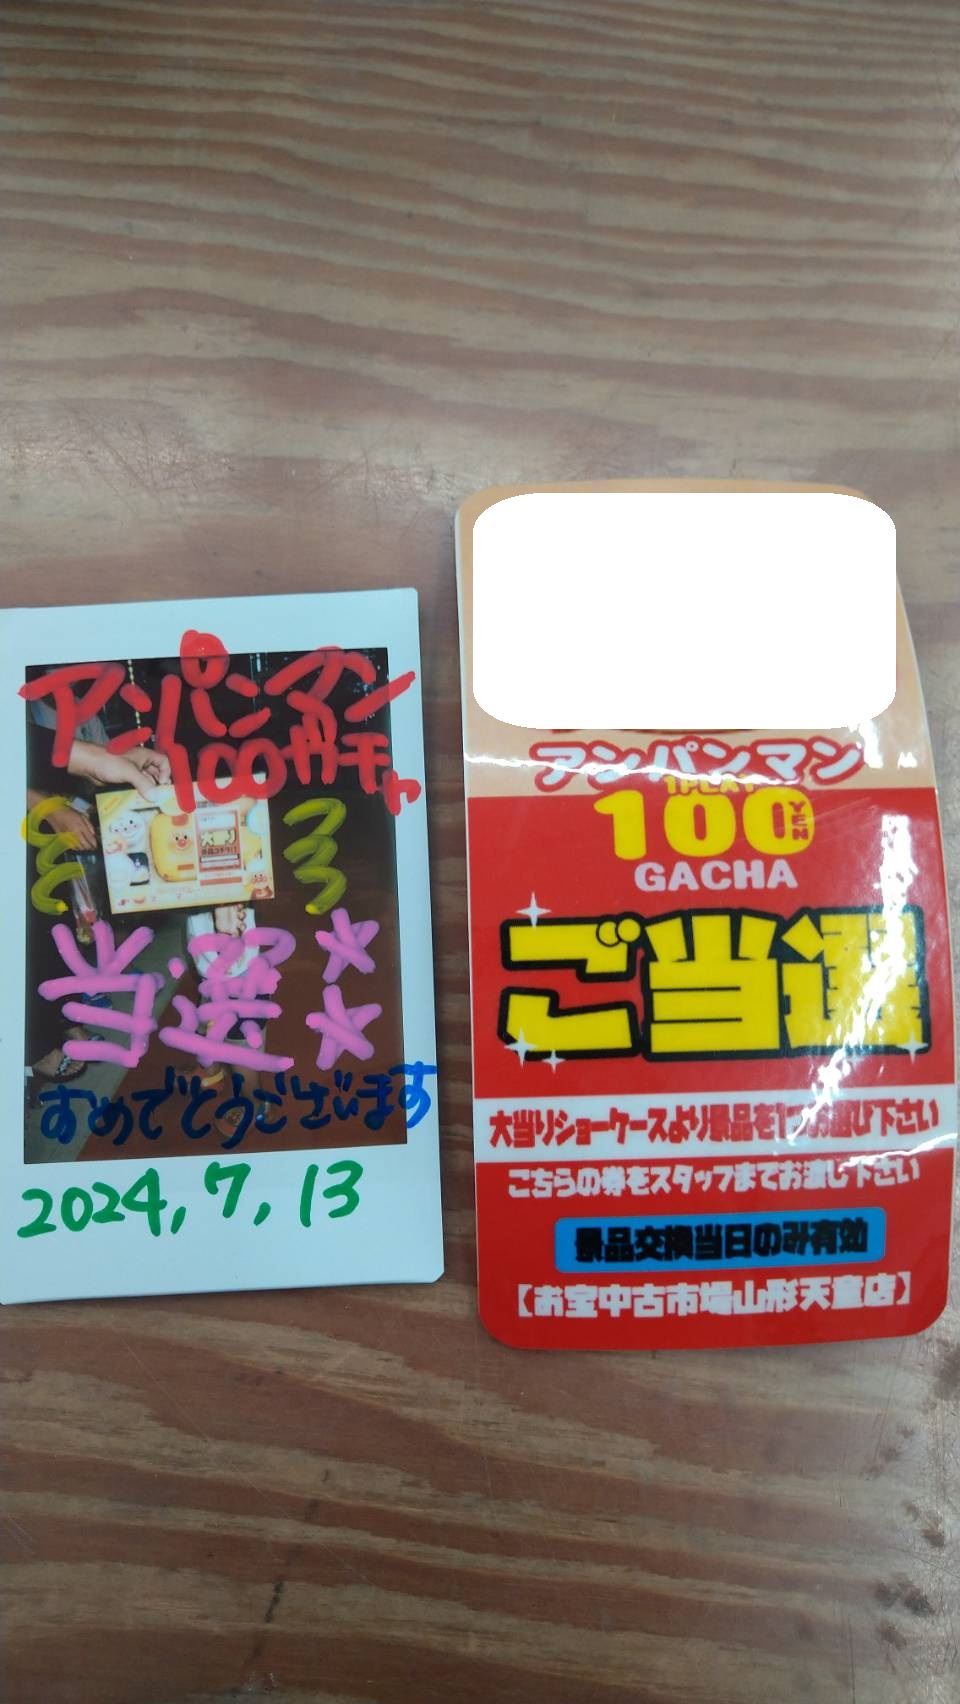 アンパンマン
100ガチャ
当選
おめでとうございます
2024,7,13
アンパンマン
1PLAY
100YEN
GACHA
ご当選
大当りショーケースより景品を1つお選び下さい
こちらの券をスタッフまでお渡し下さい
景品交換当日のみ有効
【お宝中古市場山形天童店】